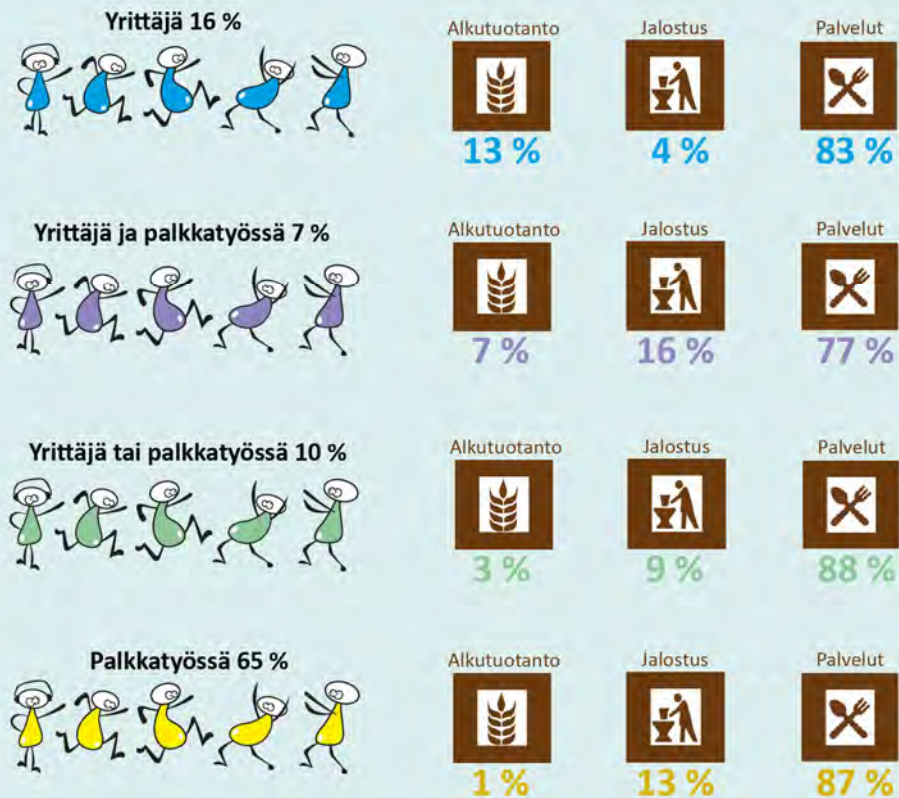 Yrittäjä 16 %
Alkutuotanto Jalostus Palvelut
13 % 4 % 83 %
Yrittäjä ja palkkatyössä 7 %
Alkutuotanto Jalostus Palvelut
7 % 16 % 77 %
Yrittäjä tai palkkatyössä 10 %
Alkutuotanto Jalostus Palvelut
3 % 9 % 88 %
Palkkatyössä 65 %
Alkutuotanto Jalostus Palvelut
1 % 13 % 87 %